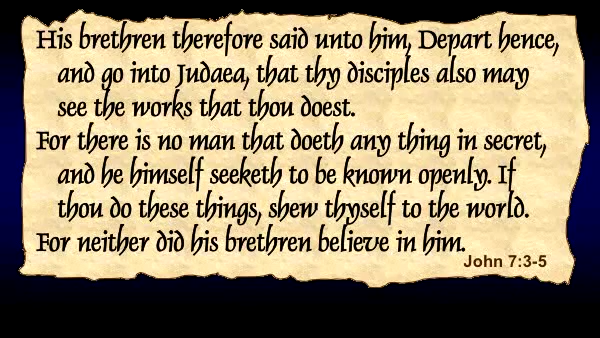 His brethren therefore said unto him, Depart hence,
and go into Judaea, that thy disciples also may
see the works that thou doest.
For there is no man that doeth any thing in secret,
and he himself seeketh to be known openly. If
thou do these things, shew thyself to the world.
For neither did his brethren believe in him.
John 7:3-5